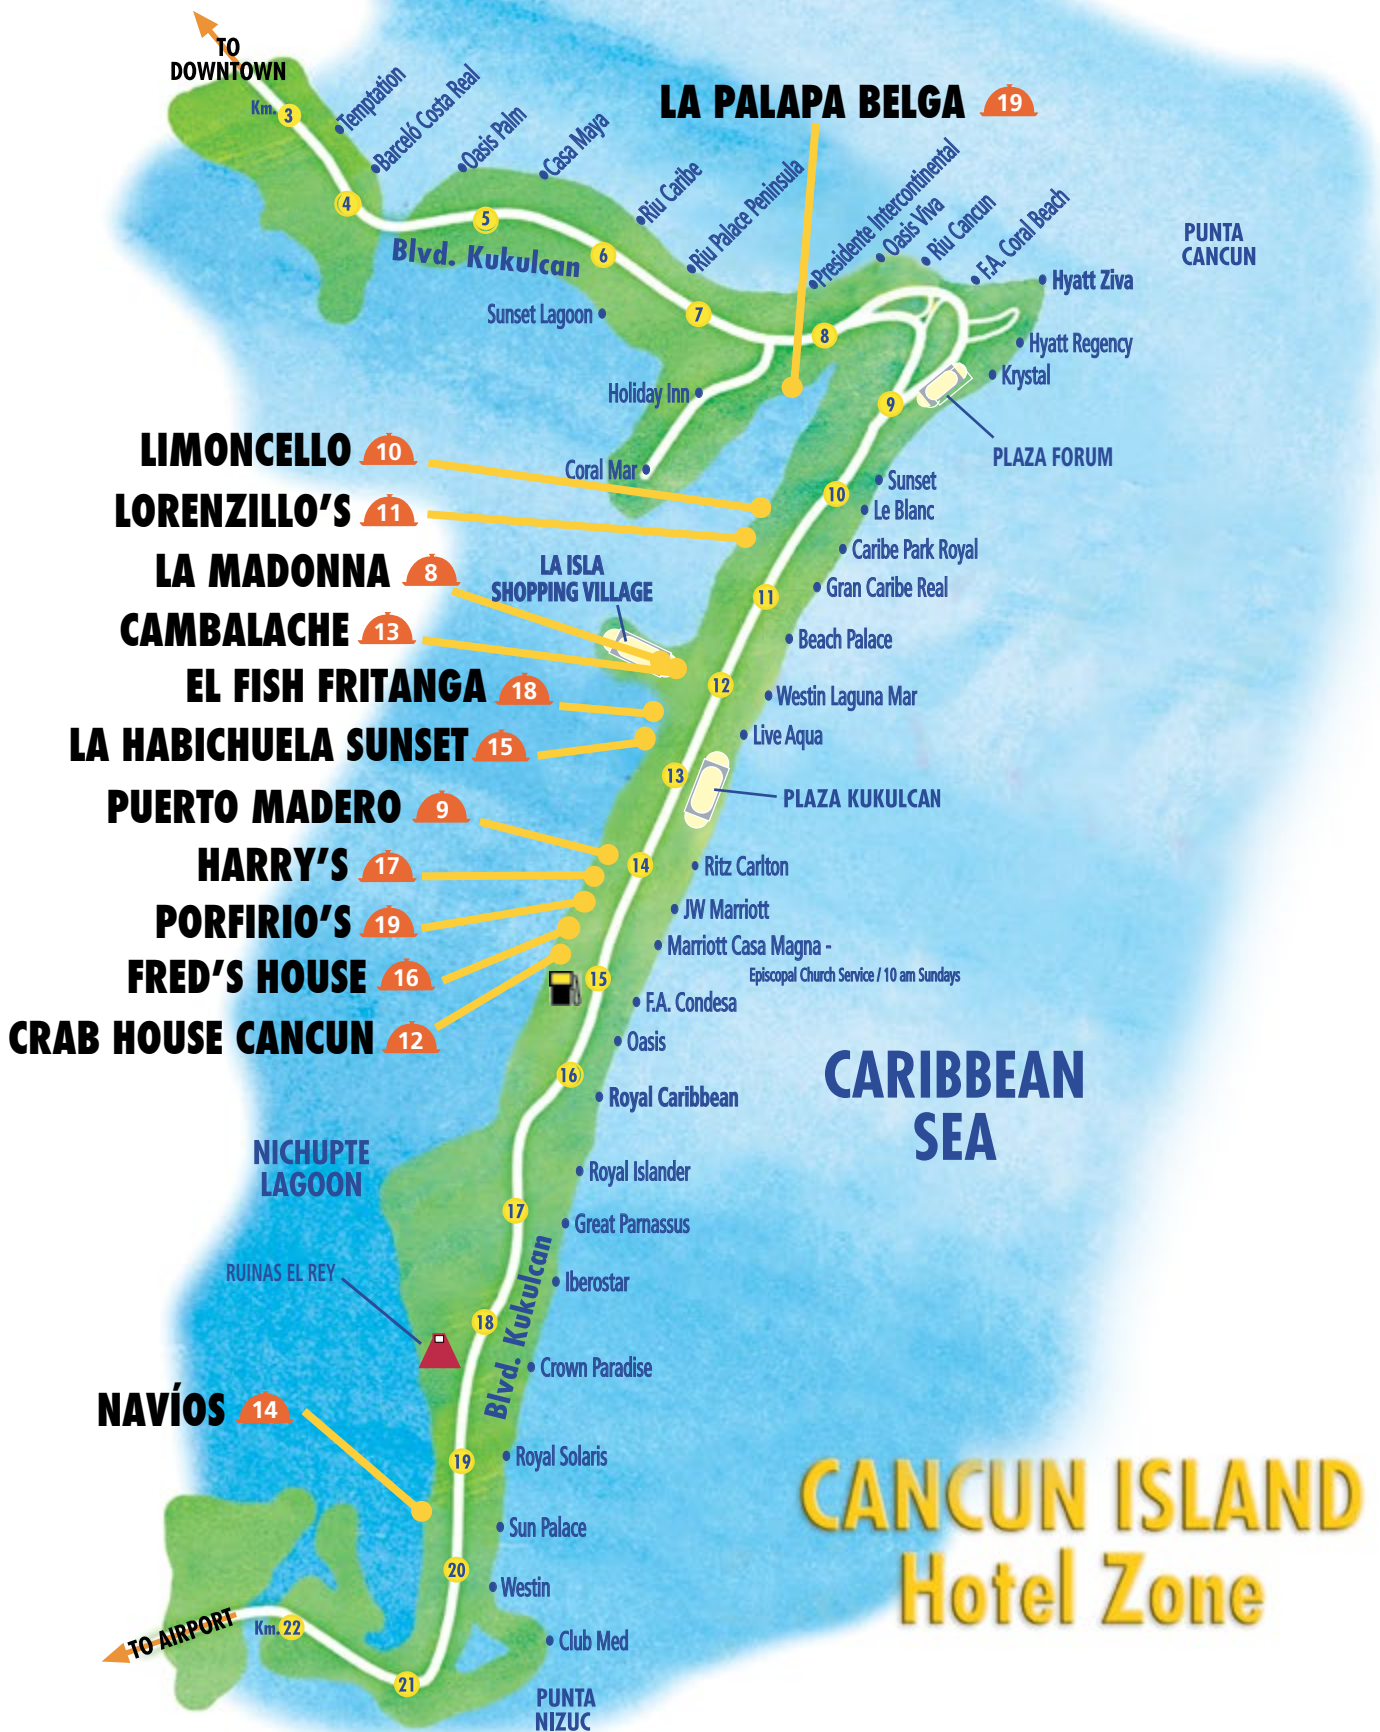 TO
DOWNTOWN
Km. 3
Temptation
Barceló Costa Real
Oasis Palm
Casa Maya
Riu Caribe
Riu Palace Peninsula
LA PALAPA BELGA 19
Presidente Intercontinental
Oasis Viva
Riu Cancun
F.A. Coral Beach
Hyatt Ziva
PUNTA
CANCUN
4
5
6
Blvd. Kukulcan
Sunset Lagoon
7
8
Hyatt Regency
Krystal
Holiday Inn
9
PLAZA FORUM
Coral Mar
LIMONCELLO 10
10
Sunset
Le Blanc
LORENZILLO'S 11
Caribe Park Royal
LA MADONNA 8
LA ISLA
SHOPPING VILLAGE
11
Gran Caribe Real
CAMBALACHE 13
Beach Palace
EL FISH FRITANGA 18
12
Westin Laguna Mar
LA HABICHUELA SUNSET 15
Live Aqua
13
PLAZA KUKULCAN
PUERTO MADERO 9
HARRY'S 17
14
Ritz Carlton
PORFIRIO'S 19
JW Marriott
Marriott Casa Magna -
Episcopal Church Service / 10 am Sundays
FRED'S HOUSE 16
15
F.A. Condesa
CRAB HOUSE CANCUN 12
Oasis
16
Royal Caribbean
CARIBBEAN
SEA
NICHUPTE
LAGOON
Royal Islander
17
Great Parnassus
RUINAS EL REY
Iberostar
18
Blvd. Kukulcan
Crown Paradise
NAVÍOS 14
19
Royal Solaris
CANCUN ISLAND
Hotel Zone
Sun Palace
20
Westin
TO AIRPORT
Km. 22
Club Med
21
PUNTA
NIZUC